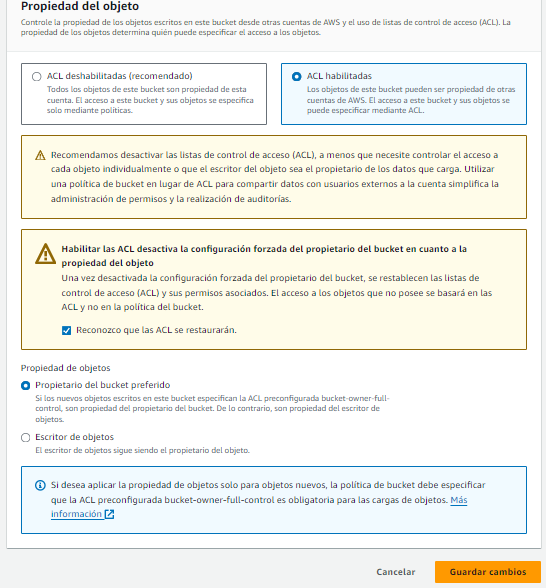 Propiedad del objeto
Controle la propiedad de los objetos escritos en este bucket desde otras cuentas de AWS y el uso de listas de control de acceso (ACL). La
propiedad de los objetos determina quién puede especificar el acceso a los objetos.
ACL deshabilitadas (recomendado)
Todos los objetos de este bucket son propiedad de esta
cuenta. El acceso a este bucket y sus objetos se especifica
solo mediante políticas.
ACL habilitadas
Los objetos de este bucket pueden ser propiedad de otras
cuentas de AWS. El acceso a este bucket y sus objetos se
puede especificar mediante ACL.
Recomendamos desactivar las listas de control de acceso (ACL), a menos que necesite controlar el acceso a
cada objeto individualmente o que el escritor del objeto sea el propietario de los datos que carga. Utilizar
una política de bucket en lugar de ACL para compartir datos con usuarios externos a la cuenta simplifica la
administración de permisos y la realización de auditorías.
Habilitar las ACL desactiva la configuración forzada del propietario del bucket en cuanto a la
propiedad del objeto
Una vez desactivada la configuración forzada del propietario del bucket, se restablecen las listas de
control de acceso (ACL) y sus permisos asociados. El acceso a los objetos que no posee se basará en las
ACL y no en la política del bucket.
Reconozco que las ACL se restaurarán.
Propiedad de objetos
Propietario del bucket preferido
Si los nuevos objetos escritos en este bucket especifican la ACL preconfigurada bucket-owner-full-
control, son propiedad del propietario del bucket. De lo contrario, son propiedad del escritor de
objetos.
Escritor de objetos
El escritor de objetos sigue siendo el propietario del objeto.
Si desea aplicar la propiedad de objetos solo para objetos nuevos, la política de bucket debe especificar
que la ACL preconfigurada bucket-owner-full-control es obligatoria para las cargas de objetos. Más
información
Cancelar
Guardar cambios